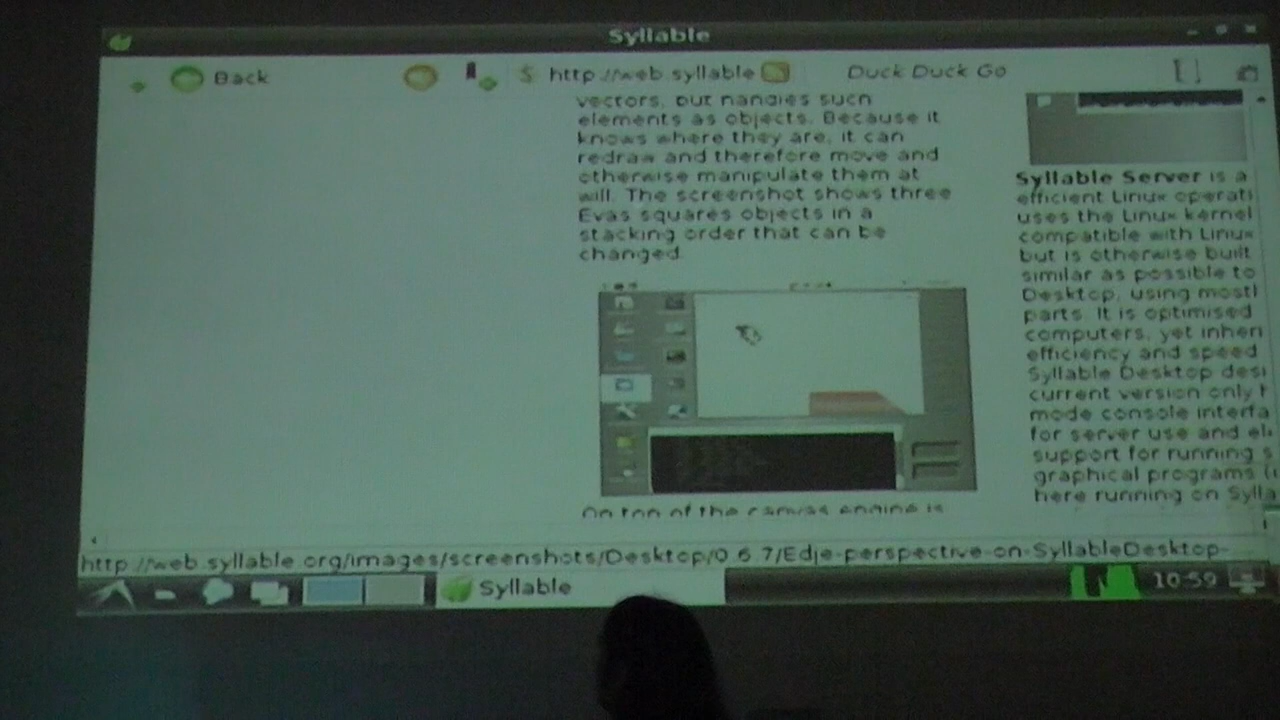 Syllable
Back
http://web.syllable
Duck Duck Go
vectors, but handles such
elements as objects. Because it
knows where they are, it can
redraw and therefore move and
otherwise manipulate them at
will. The screenshot shows three
Evas squares objects in a
stacking order that can be
changed.
On top of the canvas engine is
Syllable Server is a
efficient Linux operati
uses the Linux kernel
compatible with Linux
but is otherwise built
similar as possible to
Desktop, using mostl
parts. It is optimised
computers, yet inheri
efficiency and speed
Syllable Desktop desi
current version only
mode console interfa
for server use and
support for running s
graphical programs
here running on Sylla
http://web.syllable.org/images/screenshots/Desktop/0.6.7/Edje-perspective-on-SyllableDesktop-
Syllable
10:59